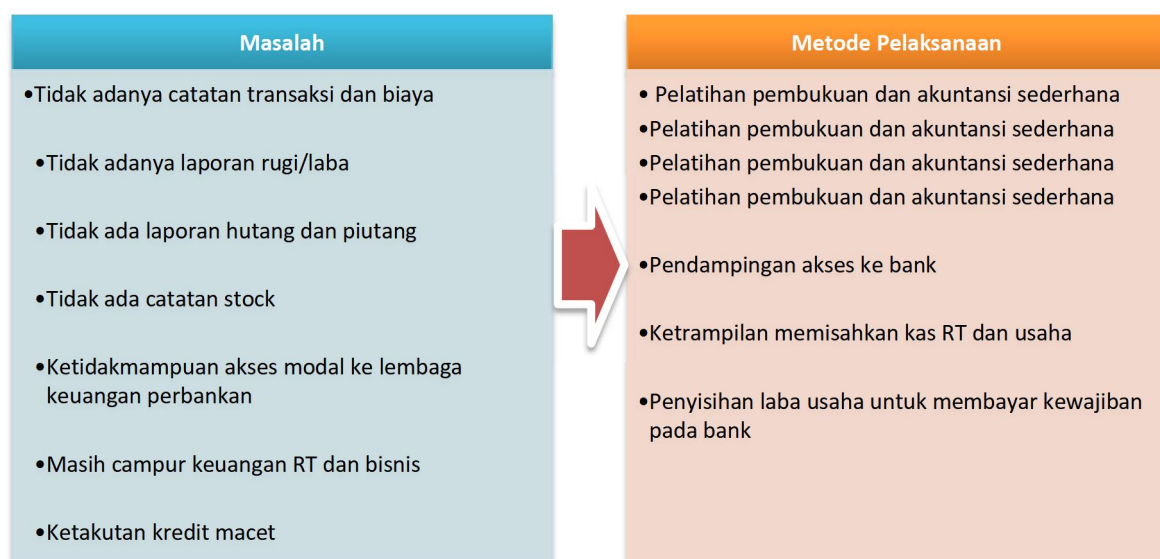 Masalah
•Tidak adanya catatan transaksi dan biaya
•Tidak adanya laporan rugi/laba
•Tidak ada laporan hutang dan piutang
•Tidak ada catatan stock
•Ketidakmampuan akses modal ke lembaga
keuangan perbankan
•Masih campur keuangan RT dan bisnis
•Ketakutan kredit macet
Metode Pelaksanaan
• Pelatihan pembukuan dan akuntansi sederhana
•Pelatihan pembukuan dan akuntansi sederhana
•Pelatihan pembukuan dan akuntansi sederhana
•Pelatihan pembukuan dan akuntansi sederhana
•Pendampingan akses ke bank
•Ketrampilan memisahkan kas RT dan usaha
•Penyisihan laba usaha untuk membayar kewajiban
pada bank